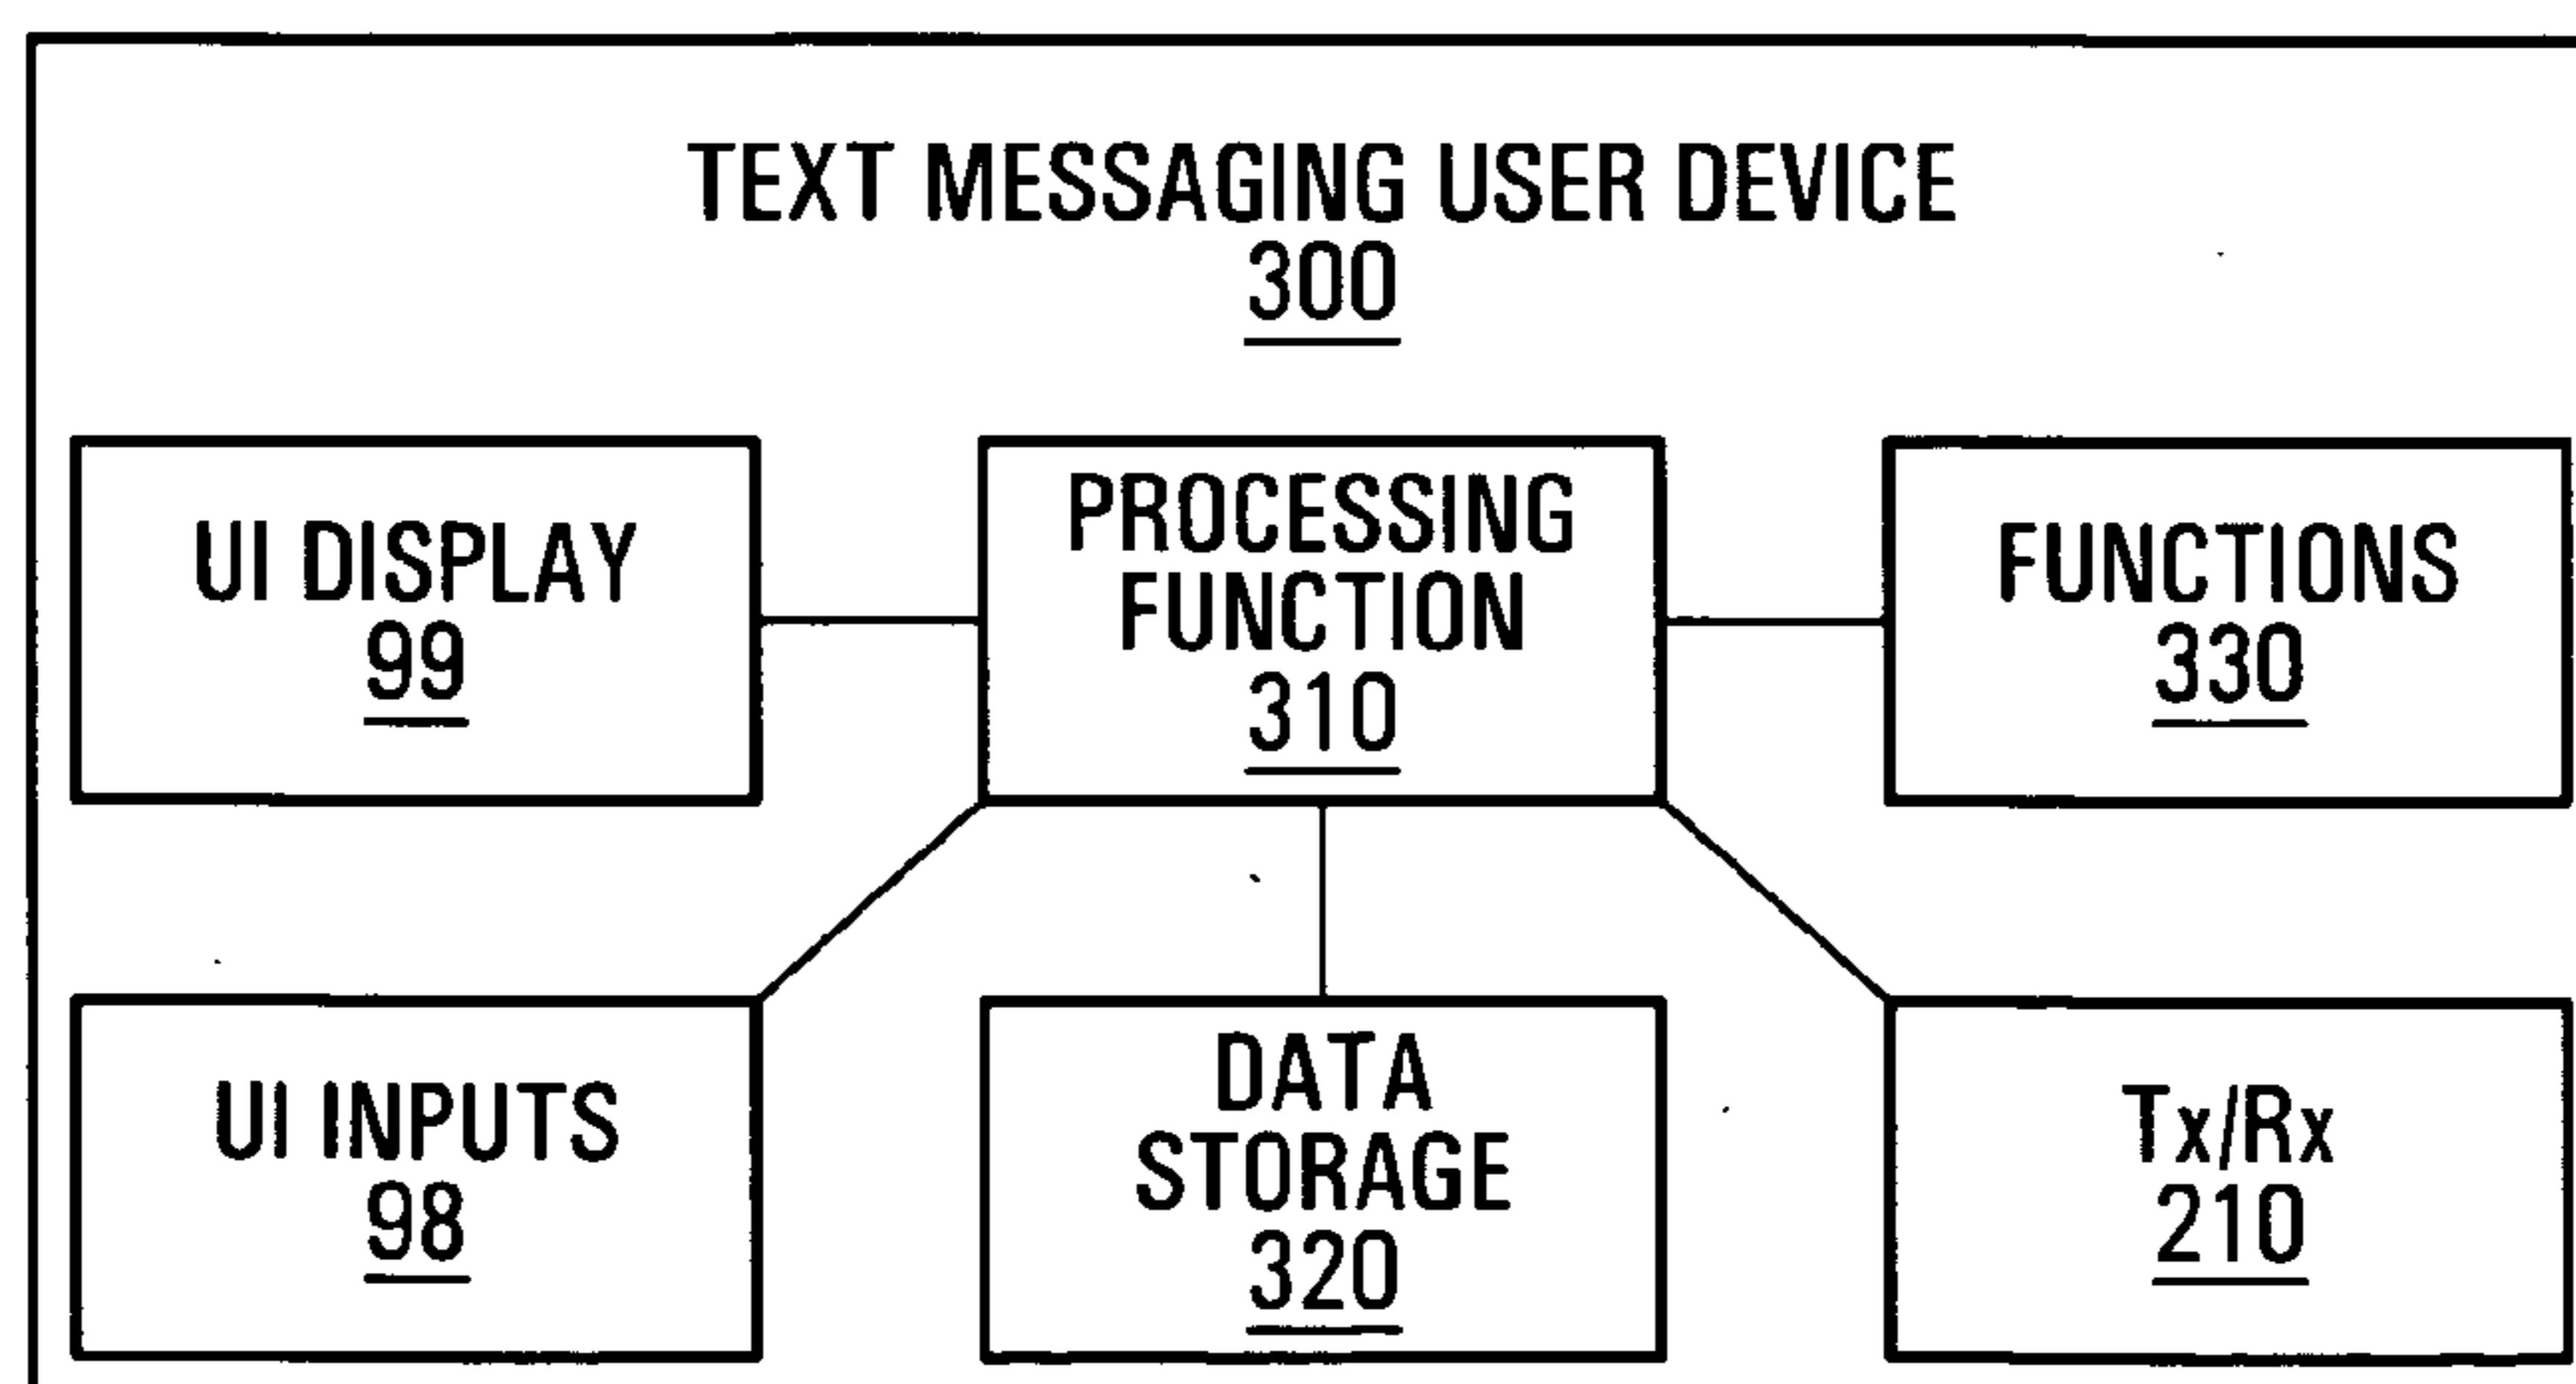 TEXT MESSAGING USER DEVICE
300
UI DISPLAY
99
PROCESSING
FUNCTION
310
FUNCTIONS
330
UI INPUTS
98
DATA
STORAGE
320
Tx/Rx
210